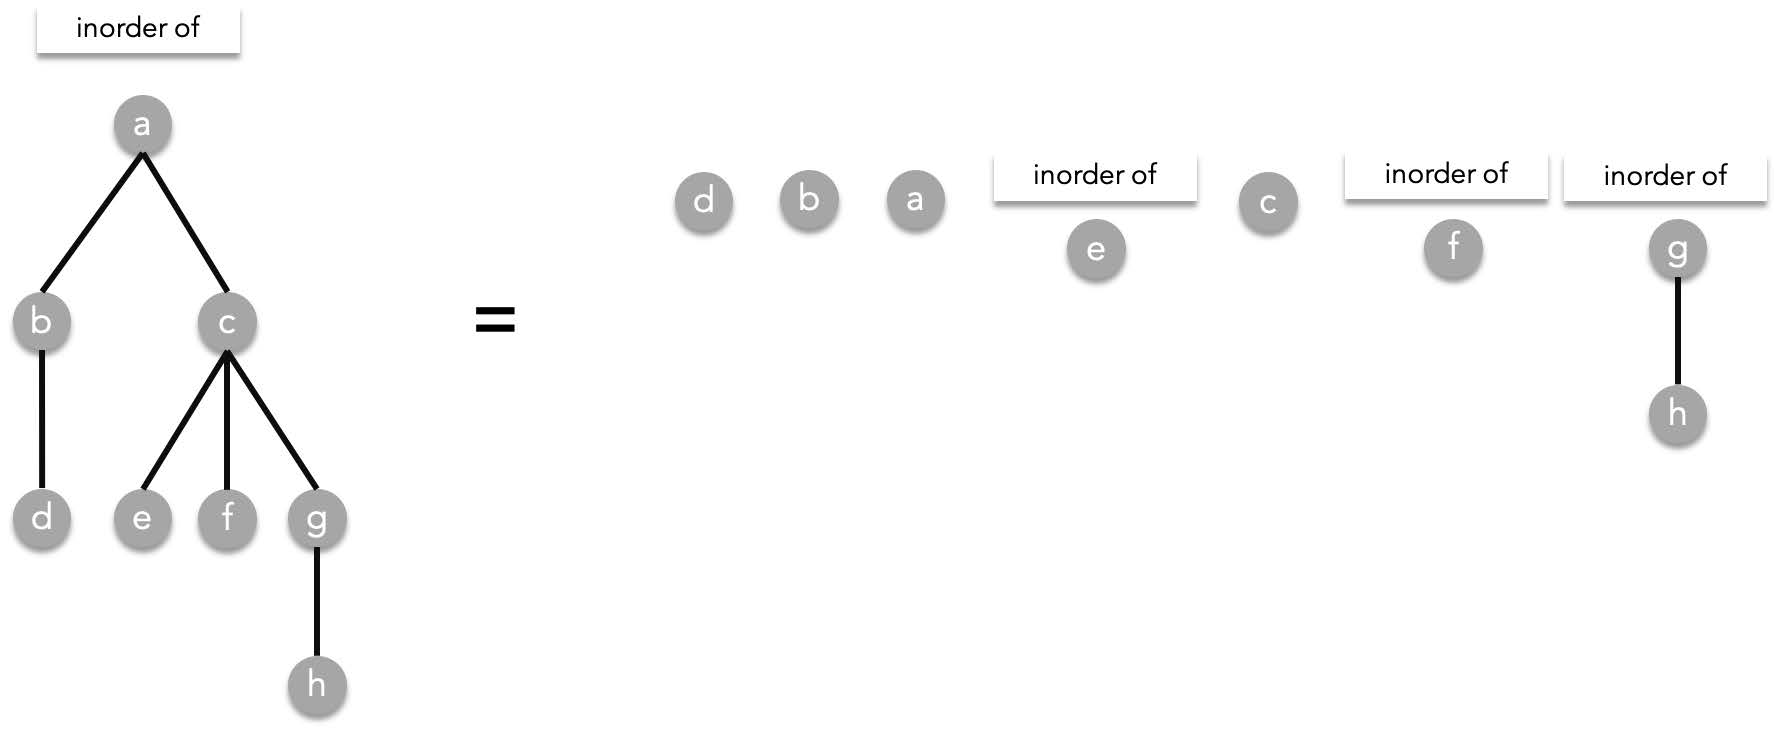 inorder of
a
b c
d e f g
h
=
d b a inorder of e c inorder of f inorder of g
h